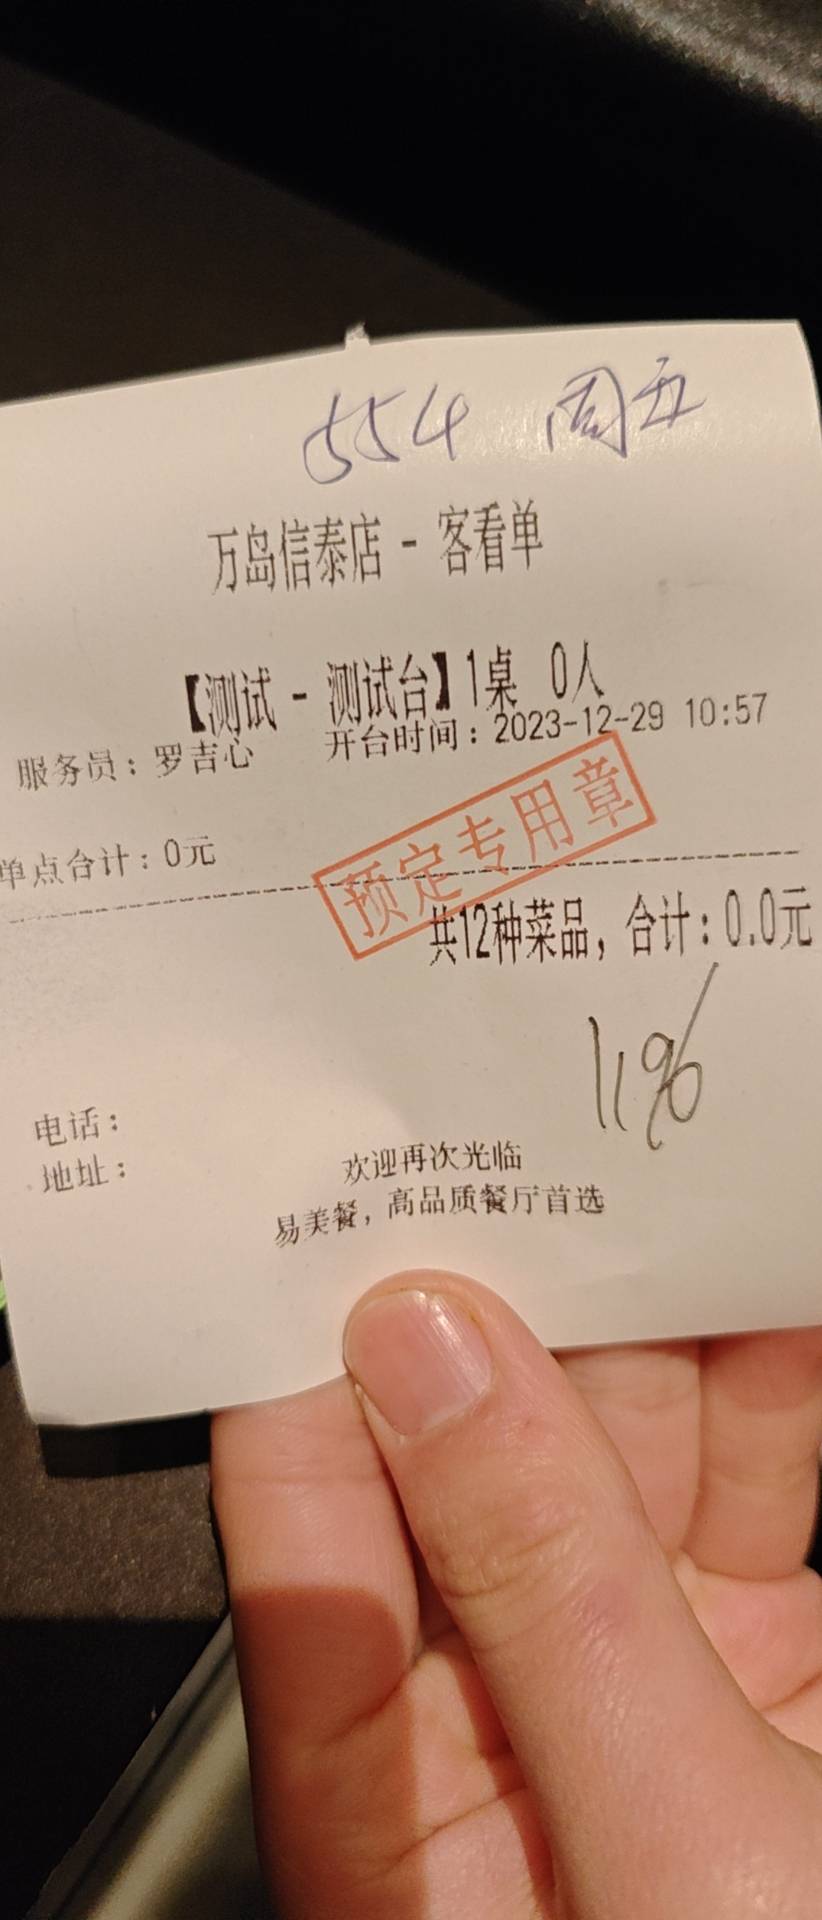 554 周五
万岛信泰店 - 客看单
【测试 - 测试台】1桌 0人
服务员：罗吉心 开台时间：2023-12-29 10:57
单点合计：0元
预定专用章
共12种菜品，合计：0.0元
电话：
地址：
欢迎再次光临
易美餐，高品质餐厅首选